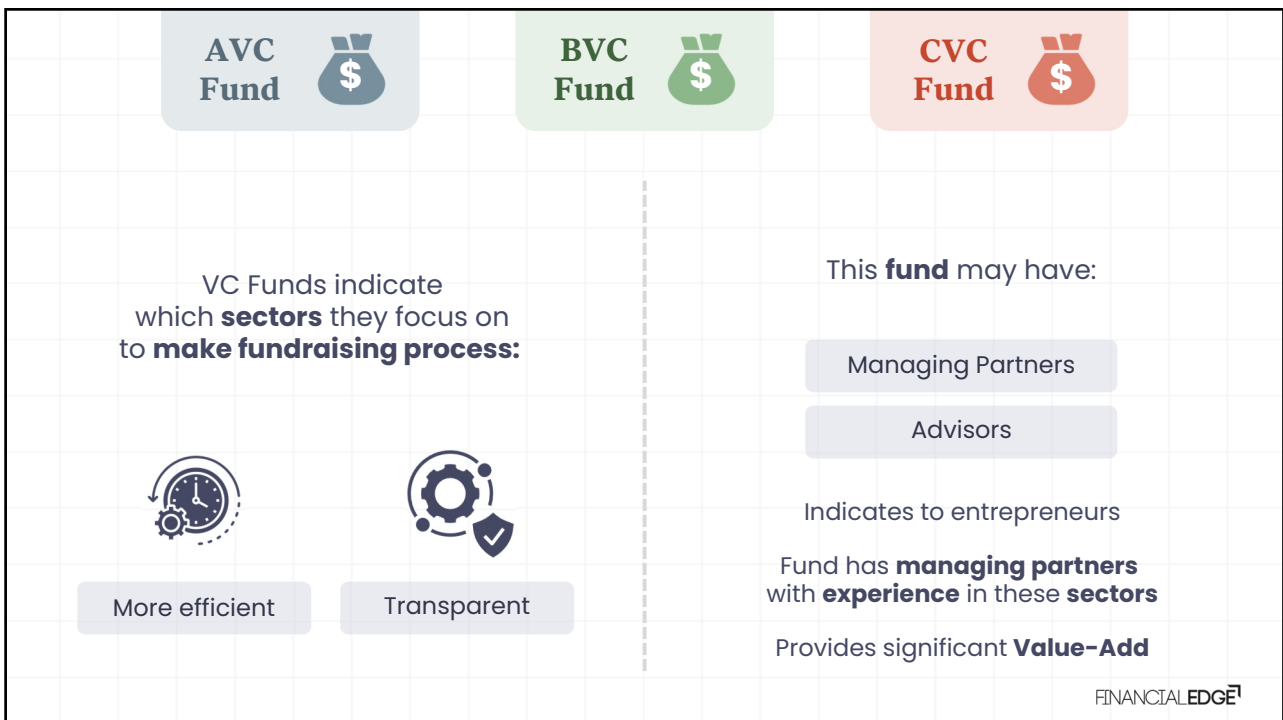 AVC
Fund
$
BVC
Fund
$
CVC
Fund
$
VC Funds indicate
which sectors they focus on
to make fundraising process:
More efficient
Transparent
This fund may have:
Managing Partners
Advisors
Indicates to entrepreneurs
Fund has managing partners
with experience in these sectors
Provides significant Value-Add
FINANCIALEDGE